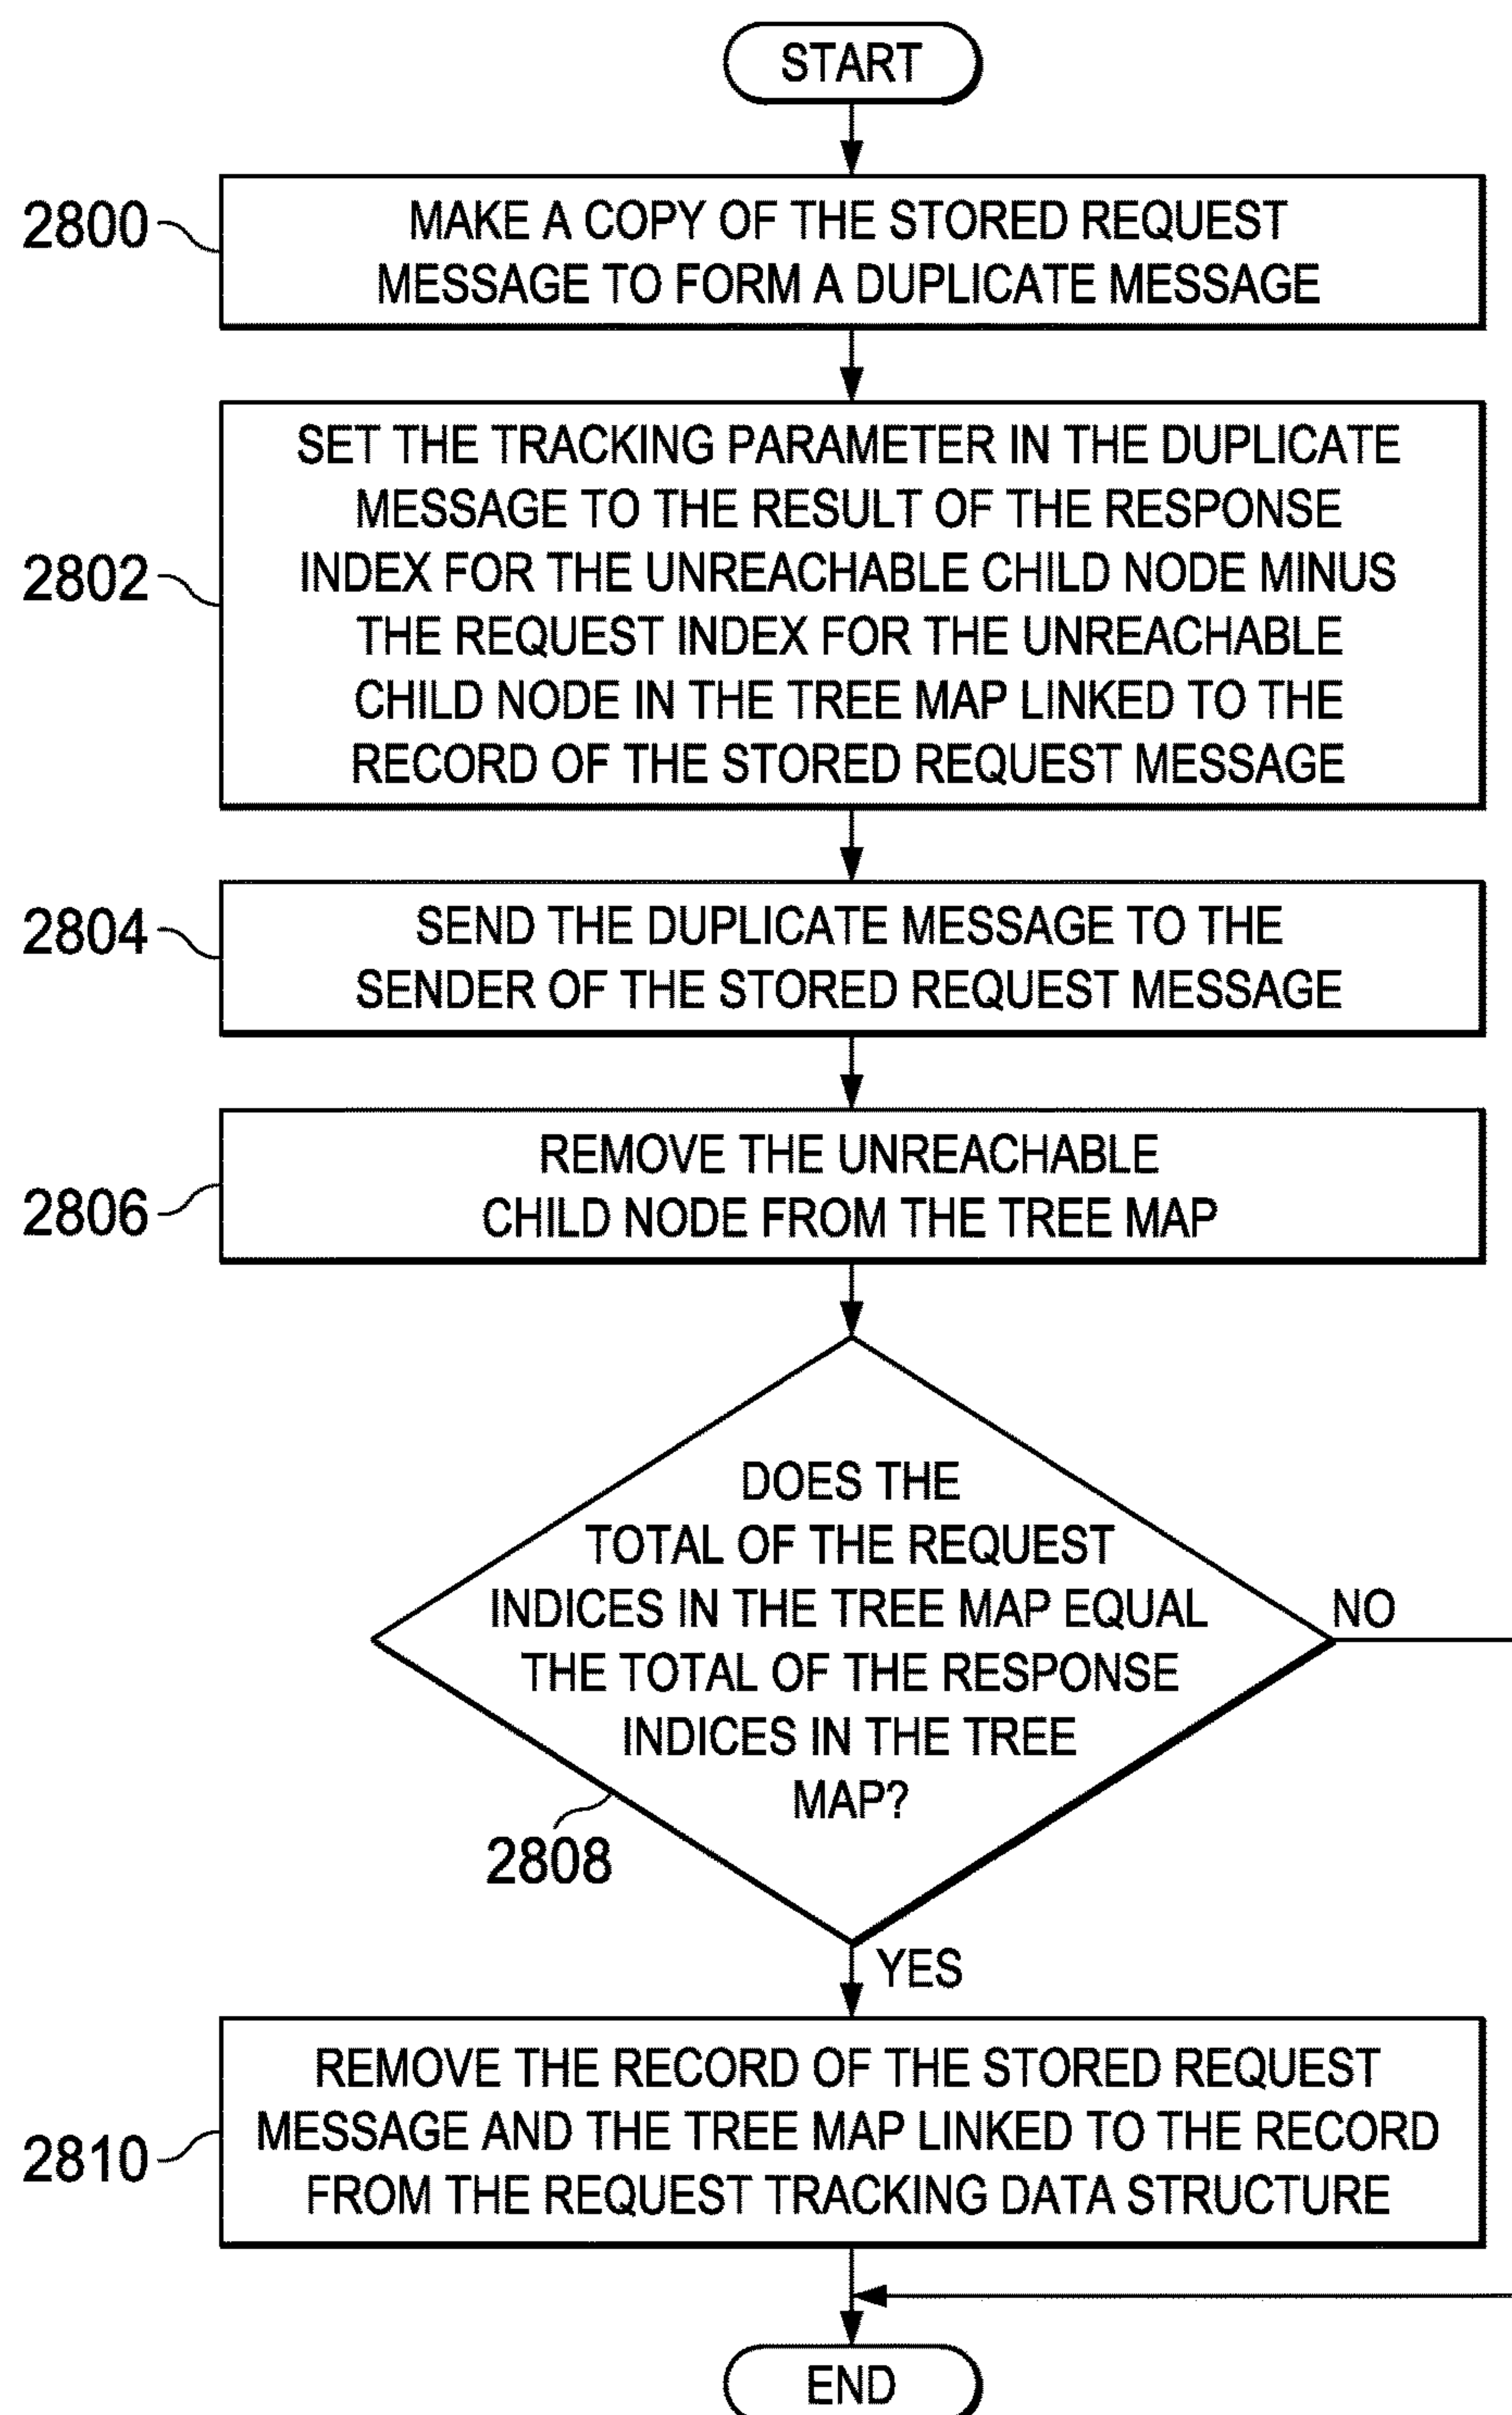 START
2800
MAKE A COPY OF THE STORED REQUEST
MESSAGE TO FORM A DUPLICATE MESSAGE
2802
SET THE TRACKING PARAMETER IN THE DUPLICATE
MESSAGE TO THE RESULT OF THE RESPONSE
INDEX FOR THE UNREACHABLE CHILD NODE MINUS
THE REQUEST INDEX FOR THE UNREACHABLE
CHILD NODE IN THE TREE MAP LINKED TO THE
RECORD OF THE STORED REQUEST MESSAGE
2804
SEND THE DUPLICATE MESSAGE TO THE
SENDER OF THE STORED REQUEST MESSAGE
2806
REMOVE THE UNREACHABLE
CHILD NODE FROM THE TREE MAP
DOES THE
TOTAL OF THE REQUEST
INDICES IN THE TREE MAP EQUAL
THE TOTAL OF THE RESPONSE
INDICES IN THE TREE
MAP?
NO
2808
YES
2810
REMOVE THE RECORD OF THE STORED REQUEST
MESSAGE AND THE TREE MAP LINKED TO THE RECORD
FROM THE REQUEST TRACKING DATA STRUCTURE
END